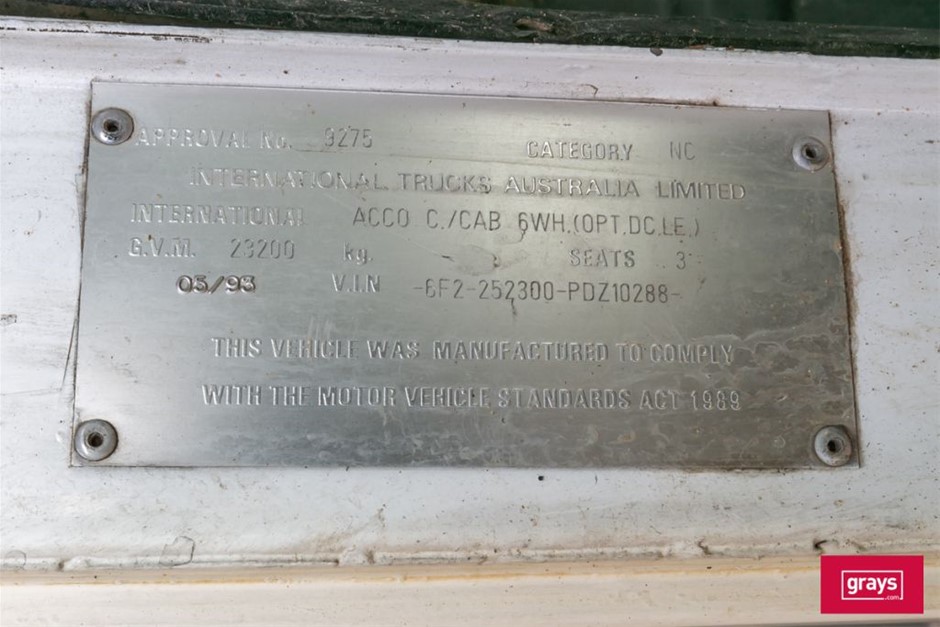 APPROVAL No. 9275 CATEGORY NC
INTERNATIONAL TRUCKS AUSTRALIA LIMITED
INTERNATIONAL ACCO C./CAB 6WH.(OPT.DC.LE.)
G.V.M. 23200 kg. SEATS 3
05/93 V.I.N -6F2-252300-PDZ10288-
THIS VEHICLE WAS MANUFACTURED TO COMPLY
WITH THE MOTOR VEHICLE STANDARDS ACT 1989
grays
.com